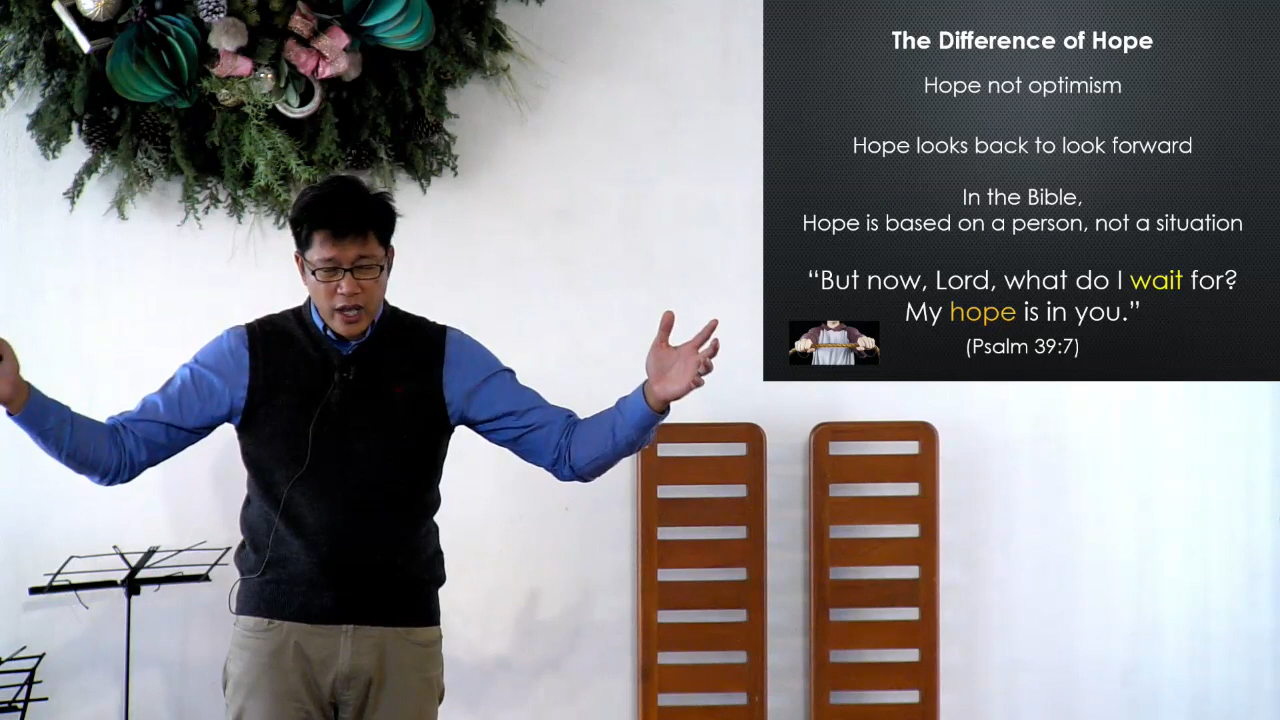 The Difference of Hope
Hope not optimism
Hope looks back to look forward
In the Bible,
Hope is based on a person, not a situation
“But now, Lord, what do I wait for?
My hope is in you.”
(Psalm 39:7)